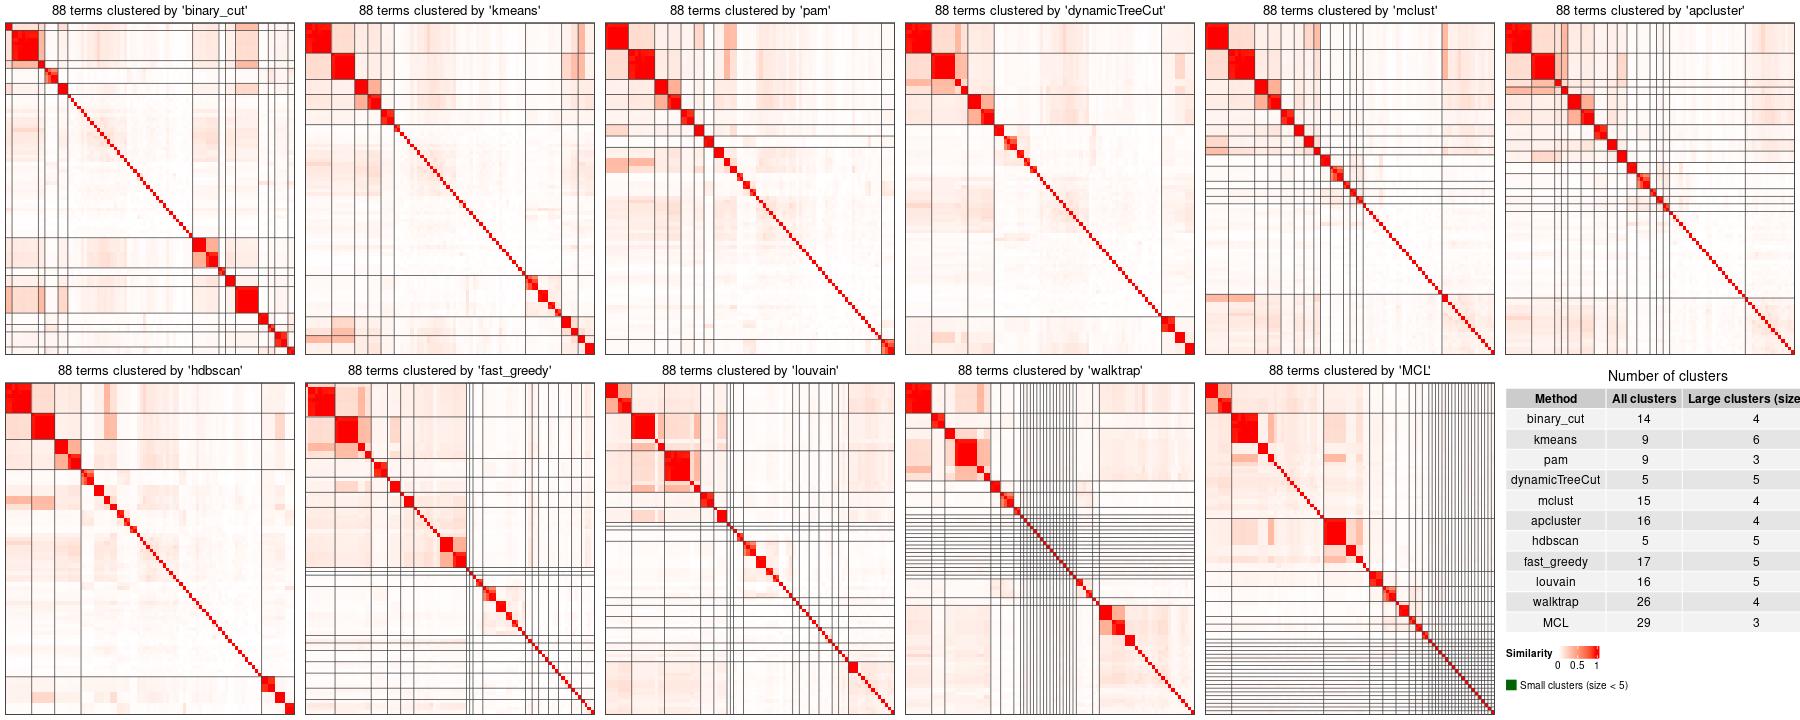 88 terms clustered by 'binary_cut'
88 terms clustered by 'kmeans'
88 terms clustered by 'pam'
88 terms clustered by 'dynamicTreeCut'
88 terms clustered by 'mclust'
88 terms clustered by 'apcluster'
88 terms clustered by 'hdbscan'
88 terms clustered by 'fast_greedy'
88 terms clustered by 'louvain'
88 terms clustered by 'walktrap'
88 terms clustered by 'MCL'
Number of clusters
Method All clusters Large clusters (size
binary_cut 14 4
kmeans 9 6
pam 9 3
dynamicTreeCut 5 5
mclust 15 4
apcluster 16 4
hdbscan 5 5
fast_greedy 17 5
louvain 16 5
walktrap 26 4
MCL 29 3
Similarity
0 0.5 1
Small clusters (size < 5)